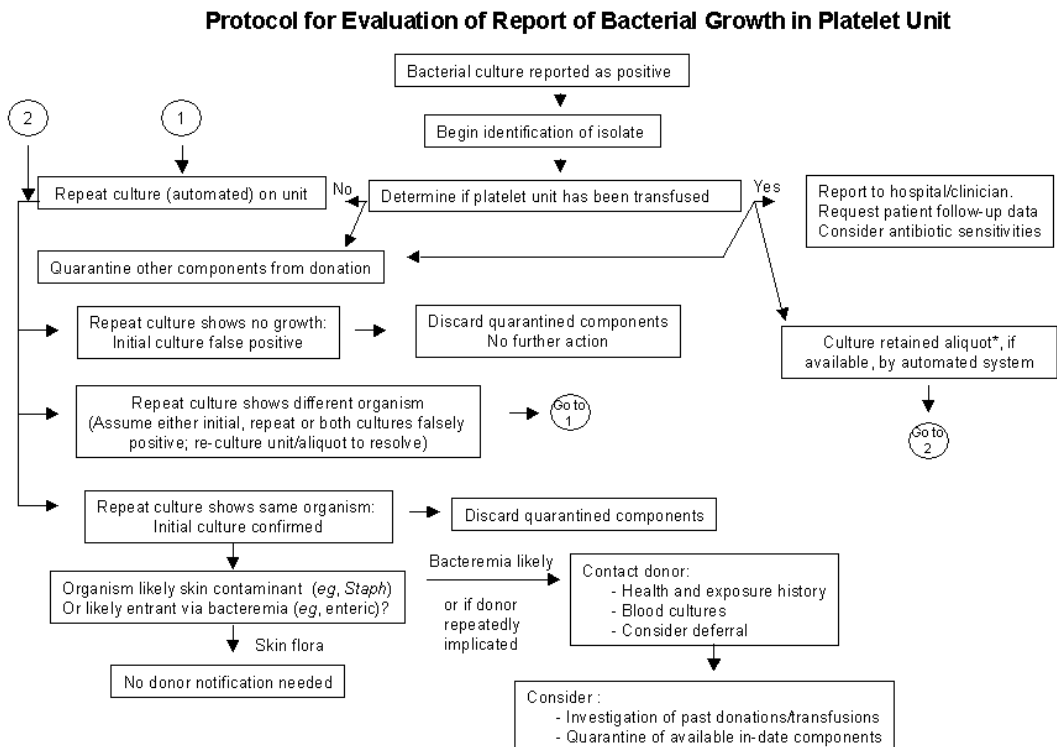 Protocol for Evaluation of Report of Bacterial Growth in Platelet Unit
Bacterial culture reported as positive
2
1
Begin identification of isolate
Repeat culture (automated) on unit
No
Determine if platelet unit has been transfused
Yes
Report to hospital/clinician.
Request patient follow-up data
Consider antibiotic sensitivities
Quarantine other components from donation
Repeat culture shows no growth:
Initial culture false positive
Discard quarantined components
No further action
Culture retained aliquot*, if
available, by automated system
Repeat culture shows different organism
(Assume either initial, repeat or both cultures falsely
positive; re-culture unit/aliquot to resolve)
Go to
1
Go to
2
Repeat culture shows same organism:
Initial culture confirmed
Discard quarantined components
Organism likely skin contaminant (eg, Staph)
Or likely entrant via bacteremia (eg, enteric)?
Bacteremia likely
or if donor
repeatedly
implicated
Contact donor:
- Health and exposure history
- Blood cultures
- Consider deferral
Skin flora
No donor notification needed
Consider :
- Investigation of past donations/transfusions
- Quarantine of available in-date components